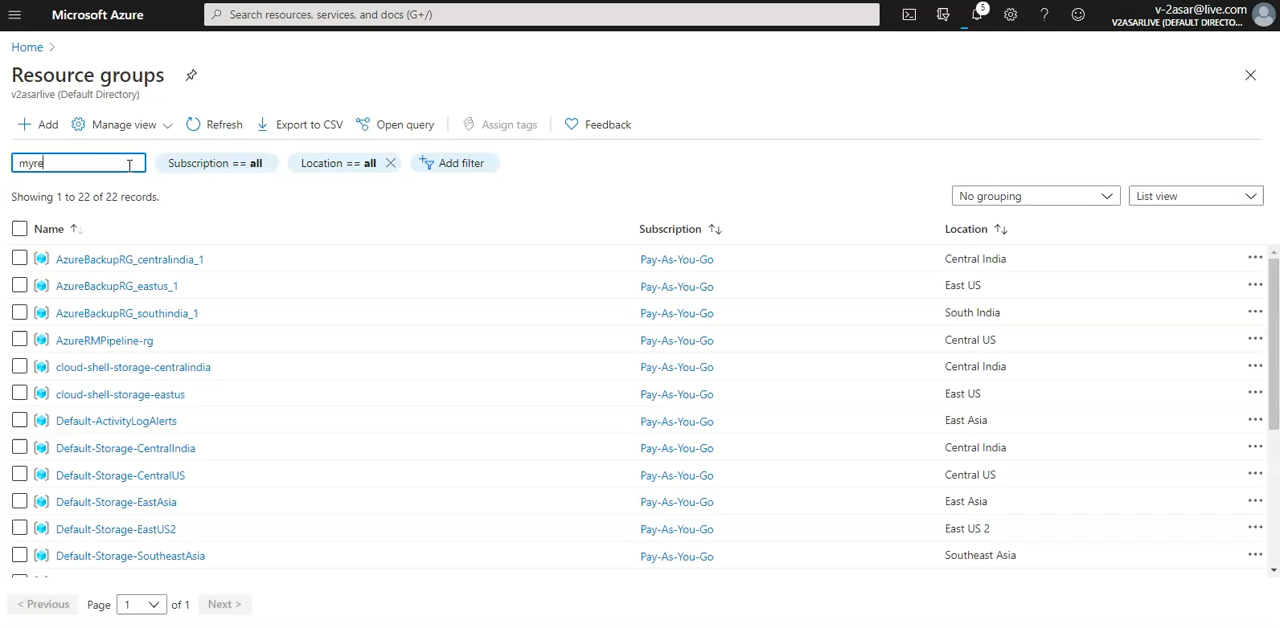 Microsoft Azure
Search resources, services, and docs (G+/)
5
v-2asar@live.com
V2ASARLIVE (DEFAULT DIRECTO...
Home
Resource groups
v2asarlive (Default Directory)
Add
Manage view
Refresh
Export to CSV
Open query
Assign tags
Feedback
myre
Subscription == all
Location == all
Add filter
Showing 1 to 22 of 22 records.
No grouping
List view
Name Subscription Location
AzureBackupRG_centralindia_1 Pay-As-You-Go Central India
AzureBackupRG_eastus_1 Pay-As-You-Go East US
AzureBackupRG_southindia_1 Pay-As-You-Go South India
AzureRMPipeline-rg Pay-As-You-Go Central US
cloud-shell-storage-centralindia Pay-As-You-Go Central India
cloud-shell-storage-eastus Pay-As-You-Go East US
Default-ActivityLogAlerts Pay-As-You-Go East Asia
Default-Storage-CentralIndia Pay-As-You-Go Central India
Default-Storage-CentralUS Pay-As-You-Go Central US
Default-Storage-EastAsia Pay-As-You-Go East Asia
Default-Storage-EastUS2 Pay-As-You-Go East US 2
Default-Storage-SoutheastAsia Pay-As-You-Go Southeast Asia
< Previous Page 1 of 1 Next >